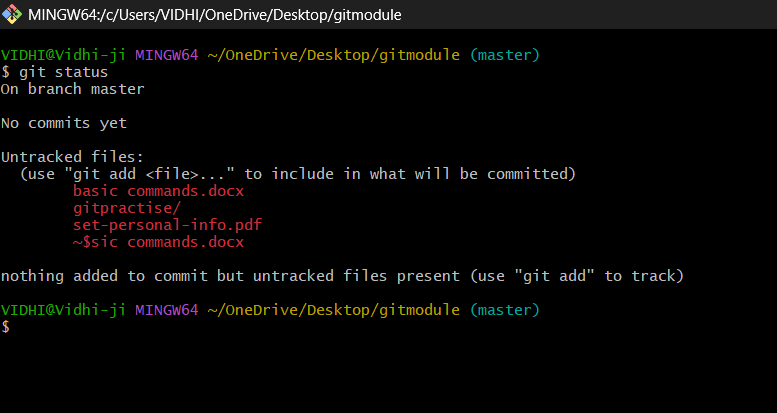 MINGW64:/c/Users/VIDHI/OneDrive/Desktop/gitmodule
VIDHI@Vidhi-ji MINGW64 ~/OneDrive/Desktop/gitmodule (master)
$ git status
On branch master
No commits yet
Untracked files:
  (use "git add <file>..." to include in what will be committed)
        basic commands.docx
        gitpractise/
        set-personal-info.pdf
        ~$sic commands.docx
nothing added to commit but untracked files present (use "git add" to track)
VIDHI@Vidhi-ji MINGW64 ~/OneDrive/Desktop/gitmodule (master)
$